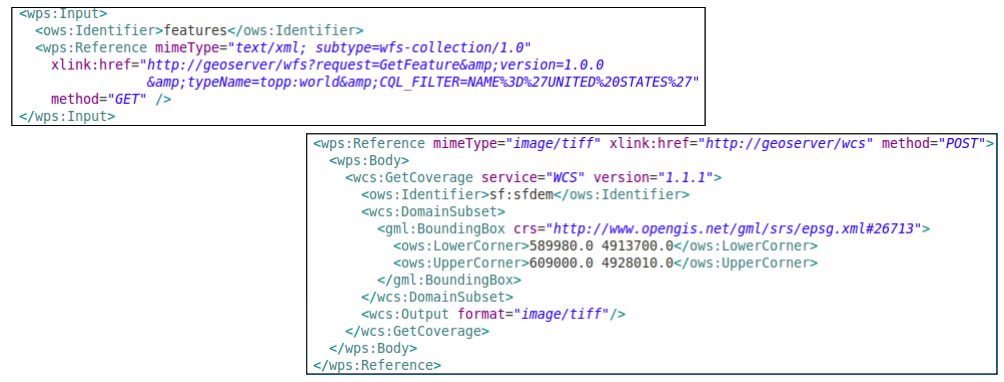 <wps:Input>
<ows:Identifier>features</ows:Identifier>
<wps:Reference mimeType="text/xml; subtype=wfs-collection/1.0"
xlink:href="http://geoserver/wfs?request=GetFeature&amp;version=1.0.0
&amp;typeName=topp:world&amp;CQL_FILTER=NAME%3D%27UNITED%20STATES%27"
method="GET" />
</wps:Input>
<wps:Reference mimeType="image/tiff" xlink:href="http://geoserver/wcs" method="POST">
<wps:Body>
<wcs:GetCoverage service="WCS" version="1.1.1">
<ows:Identifier>sf:sfdem</ows:Identifier>
<wcs:DomainSubset>
<gml:BoundingBox crs="http://www.opengis.net/gml/srs/epsg.xml#26713">
<ows:LowerCorner>589980.0 4913700.0</ows:LowerCorner>
<ows:UpperCorner>609000.0 4928010.0</ows:UpperCorner>
</gml:BoundingBox>
</wcs:DomainSubset>
<wcs:Output format="image/tiff"/>
</wcs:GetCoverage>
</wps:Body>
</wps:Reference>